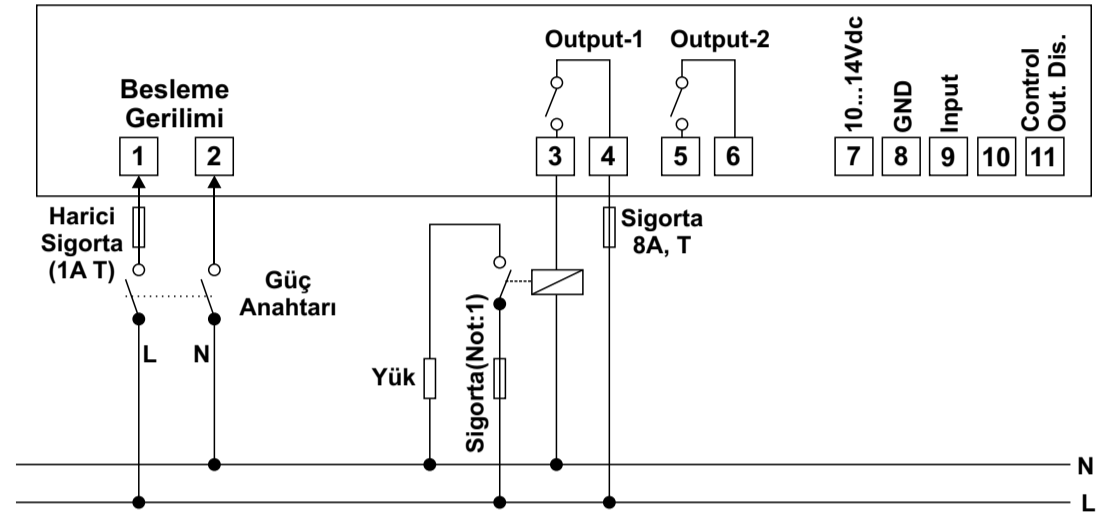 Output-1
Output-2
Besleme
Gerilimi
10...14Vdc
GND
Input
Control
Out. Dis.
1
2
3
4
5
6
7
8
9
10
11
Harici
Sigorta
(1A T)
Güç
Anahtarı
Sigorta
8A, T
L
N
Yük
Sigorta(Not:1)
N
L